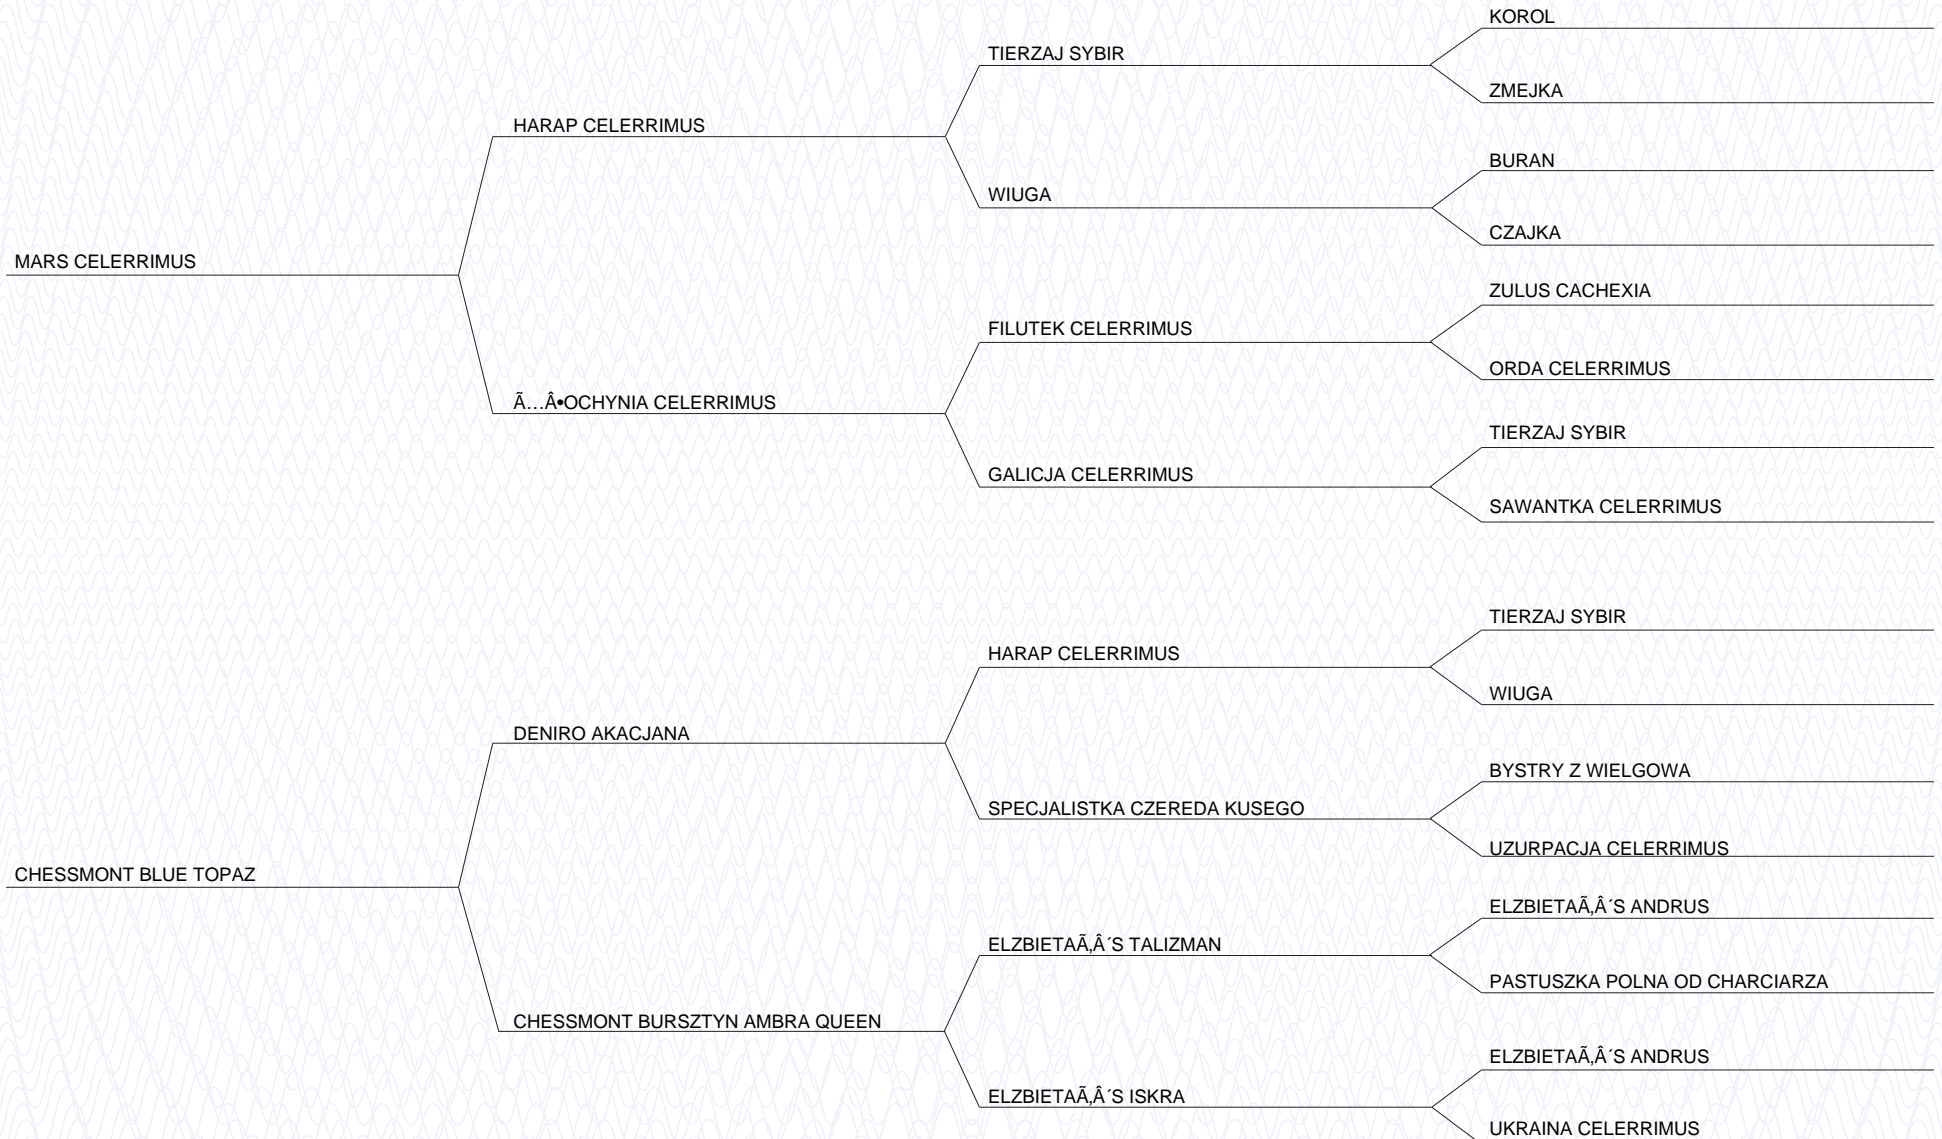 KOROL
TIERZAJ SYBIR
ZMEJKA
HARAP CELERRIMUS
BURAN
WIUGA
CZAJKA
MARS CELERRIMUS
ZULUS CACHEXIA
FILUTEK CELERRIMUS
ORDA CELERRIMUS
Ã…Â•OCHYNIA CELERRIMUS
TIERZAJ SYBIR
GALICJA CELERRIMUS
SAWANTKA CELERRIMUS
TIERZAJ SYBIR
HARAP CELERRIMUS
WIUGA
DENIRO AKACJANA
BYSTRY Z WIELGOWA
SPECJALISTKA CZEREDA KUSEGO
UZURPACJA CELERRIMUS
CHESSMONT BLUE TOPAZ
ELZBIETAÃ‚Â´S ANDRUS
ELZBIETAÃ‚Â´S TALIZMAN
PASTUSZKA POLNA OD CHARCIARZA
CHESSMONT BURSZTYN AMBRA QUEEN
ELZBIETAÃ‚Â´S ANDRUS
ELZBIETAÃ‚Â´S ISKRA
UKRAINA CELERRIMUS